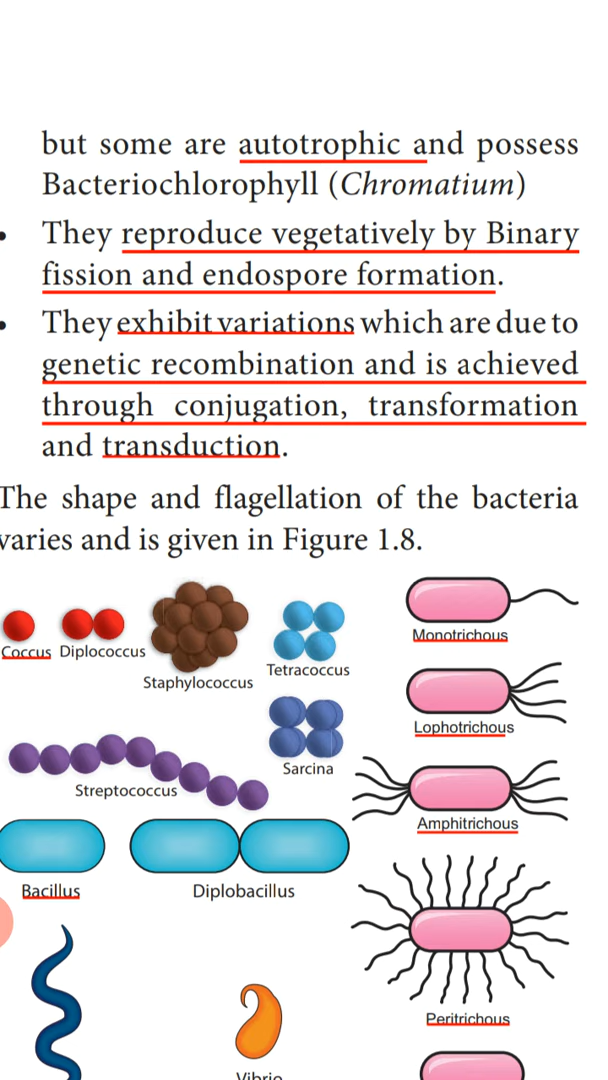 but some are autotrophic and possess
Bacteriochlorophyll (Chromatium)
• They reproduce vegetatively by Binary
fission and endospore formation.
• They exhibit variations which are due to
genetic recombination and is achieved
through conjugation, transformation
and transduction.
The shape and flagellation of the bacteria
varies and is given in Figure 1.8.
Coccus
Diplococcus
Staphylococcus
Tetracoccus
Sarcina
Streptococcus
Bacillus
Diplobacillus
Vibrio
Monotrichous
Lophotrichous
Amphitrichous
Peritrichous